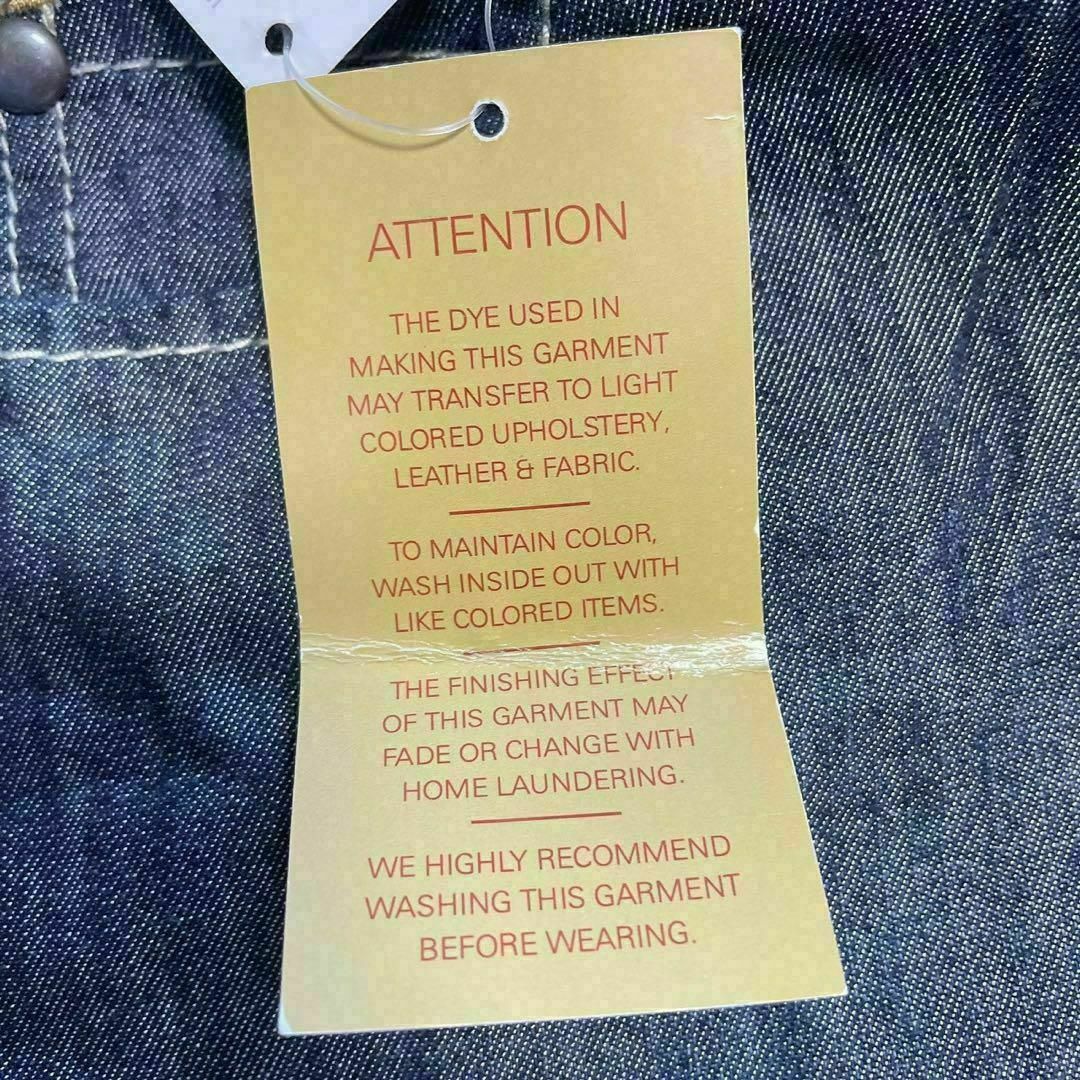 ATTENTION
THE DYE USED IN
MAKING THIS GARMENT
MAY TRANSFER TO LIGHT
COLORED UPHOLSTERY,
LEATHER & FABRIC.
TO MAINTAIN COLOR,
WASH INSIDE OUT WITH
LIKE COLORED ITEMS.
THE FINISHING EFFECT
OF THIS GARMENT MAY
FADE OR CHANGE WITH
HOME LAUNDERING.
WE HIGHLY RECOMMEND
WASHING THIS GARMENT
BEFORE WEARING.